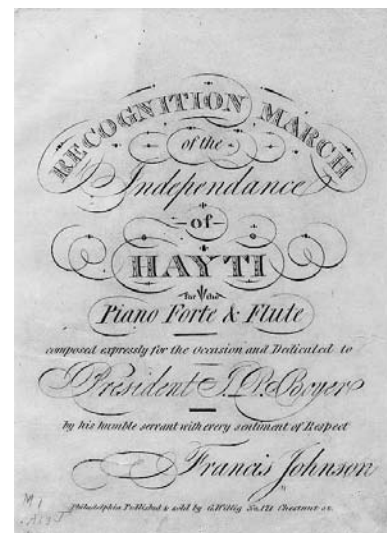 RECOGNITION MARCH
of the
Independance
of
HAYTI
for the
Piano Forte & Flute
composed expressly for the Occasion and Dedicated to
President J.P. Boyer
by his humble servant with every sentiment of Respect
Francis Johnson
Philadelphia Published & sold by G. Willig No. 171 Chesnut st.
M1